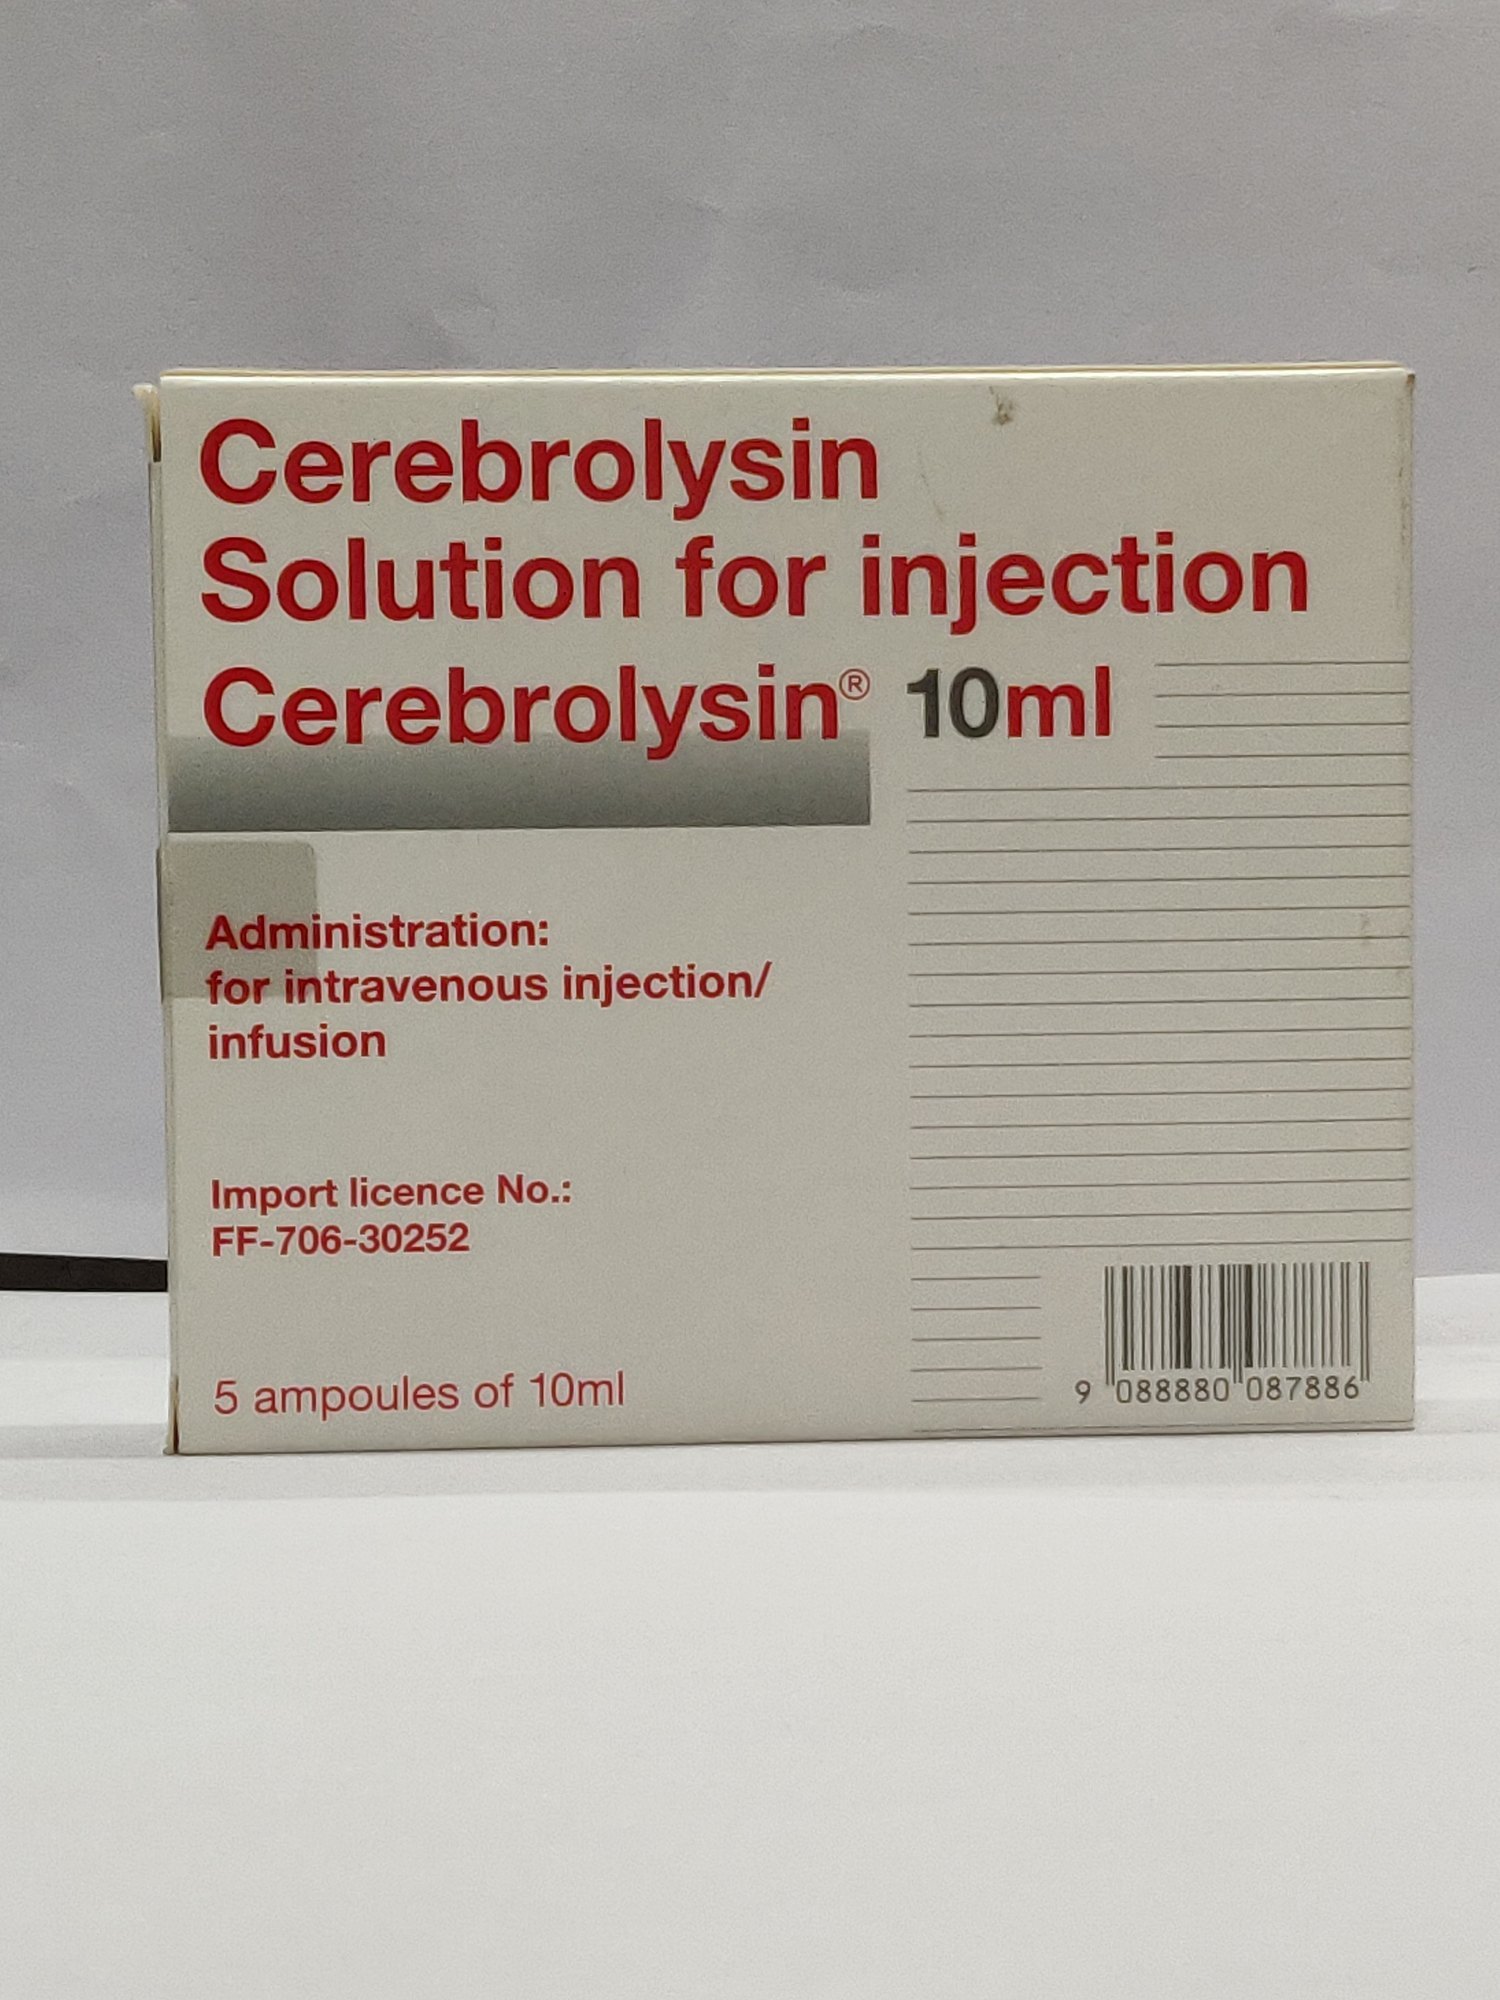 Cerebrolysin
Solution for injection
Cerebrolysin® 10ml
Administration:
for intravenous injection/
infusion
Import licence No.:
FF-706-30252
5 ampoules of 10ml
9 088880 087886